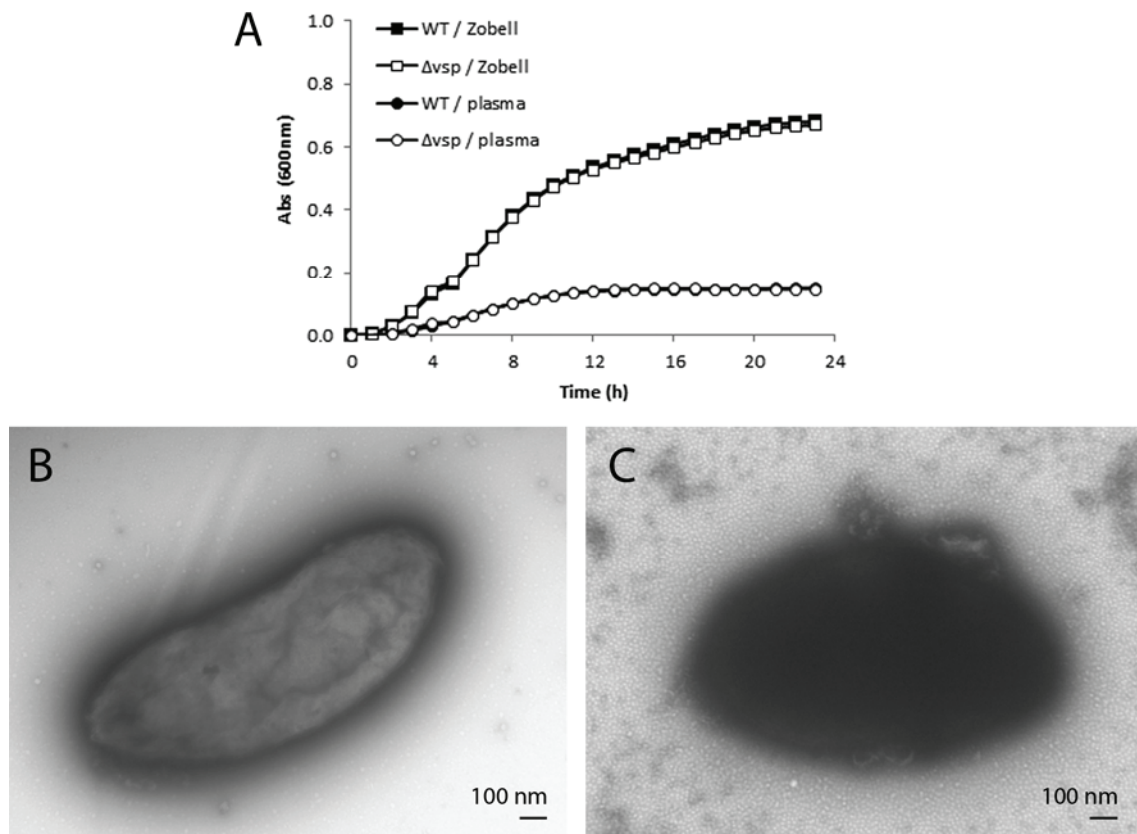 A
WT / Zobell
Δvsp / Zobell
WT / plasma
Δvsp / plasma
Abs (600nm)
1.0
0.8
0.6
0.4
0.2
0.0
0 4 8 12 16 20 24
Time (h)
B
100 nm
C
100 nm